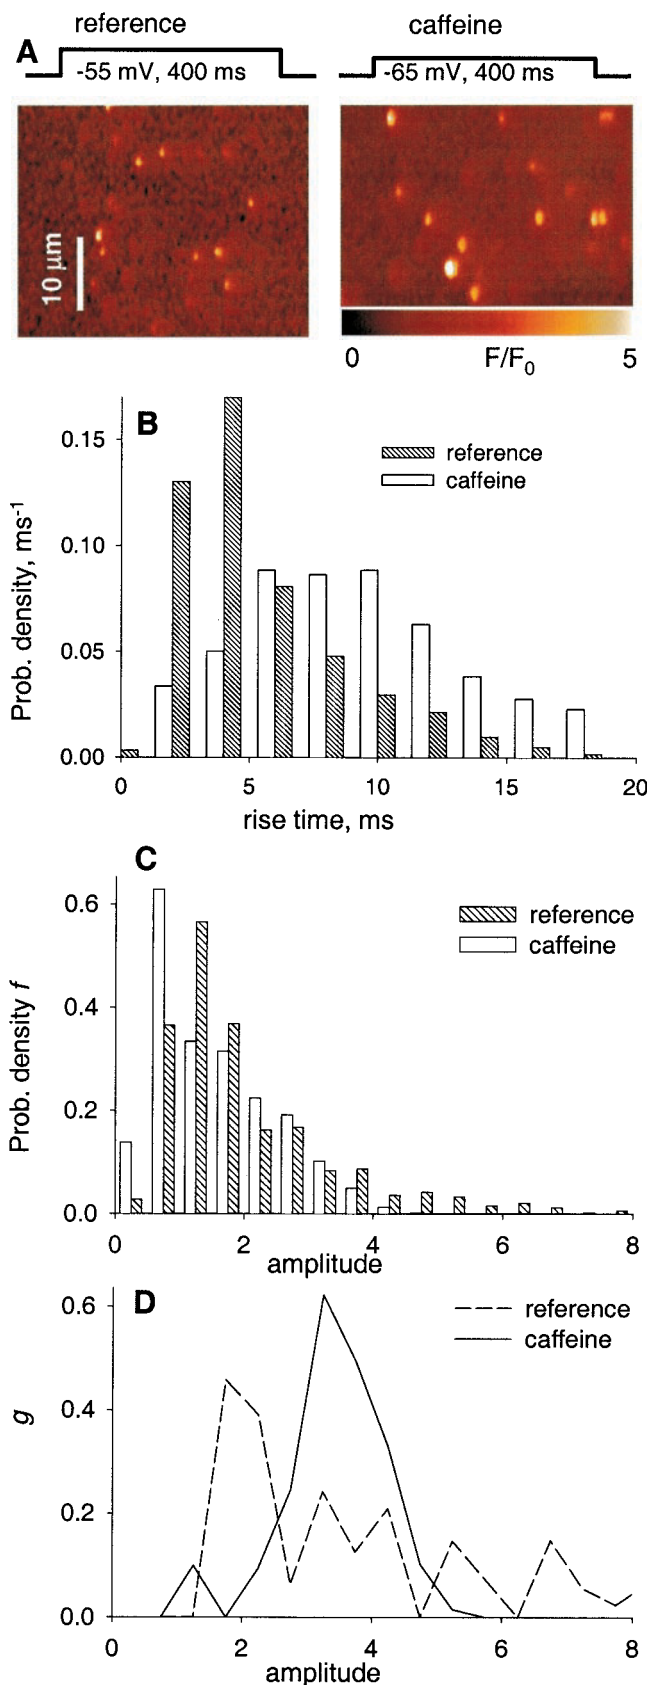 reference caffeine
A
-55 mV, 400 ms -65 mV, 400 ms
10 µm
0 F/F0 5
B
reference
caffeine
Prob. density, ms-1
0.15
0.10
0.05
0.00
0 5 10 15 20
rise time, ms
C
reference
caffeine
Prob. density f
0.6
0.4
0.2
0.0
0 2 4 6 8
amplitude
D
reference
caffeine
g
0.6
0.4
0.2
0.0
0 2 4 6 8
amplitude